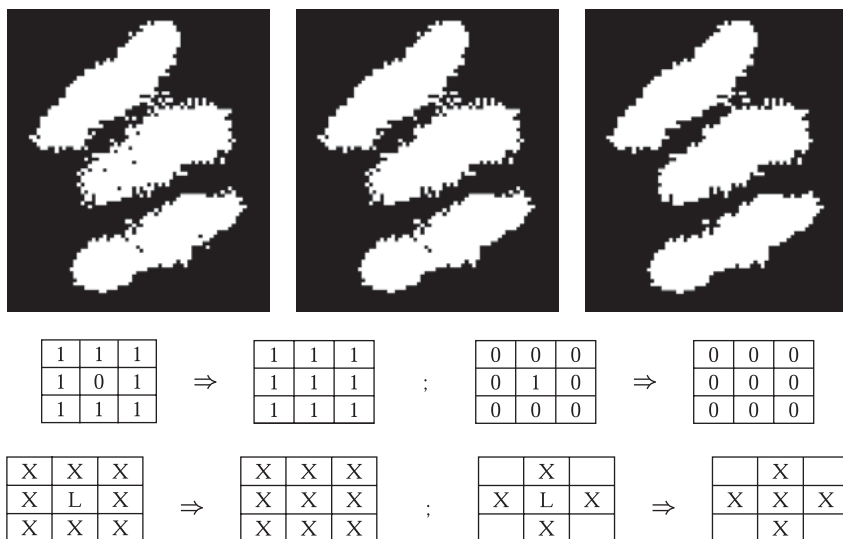 1 1 1 1 1 1 0 0 0 0 0 0
1 0 1 ⇒ 1 1 1 ; 0 1 0 ⇒ 0 0 0
1 1 1 1 1 1 0 0 0 0 0 0
X X X X X X X X
X L X ⇒ X X X ; X L X ⇒ X X X
X X X X X X X X